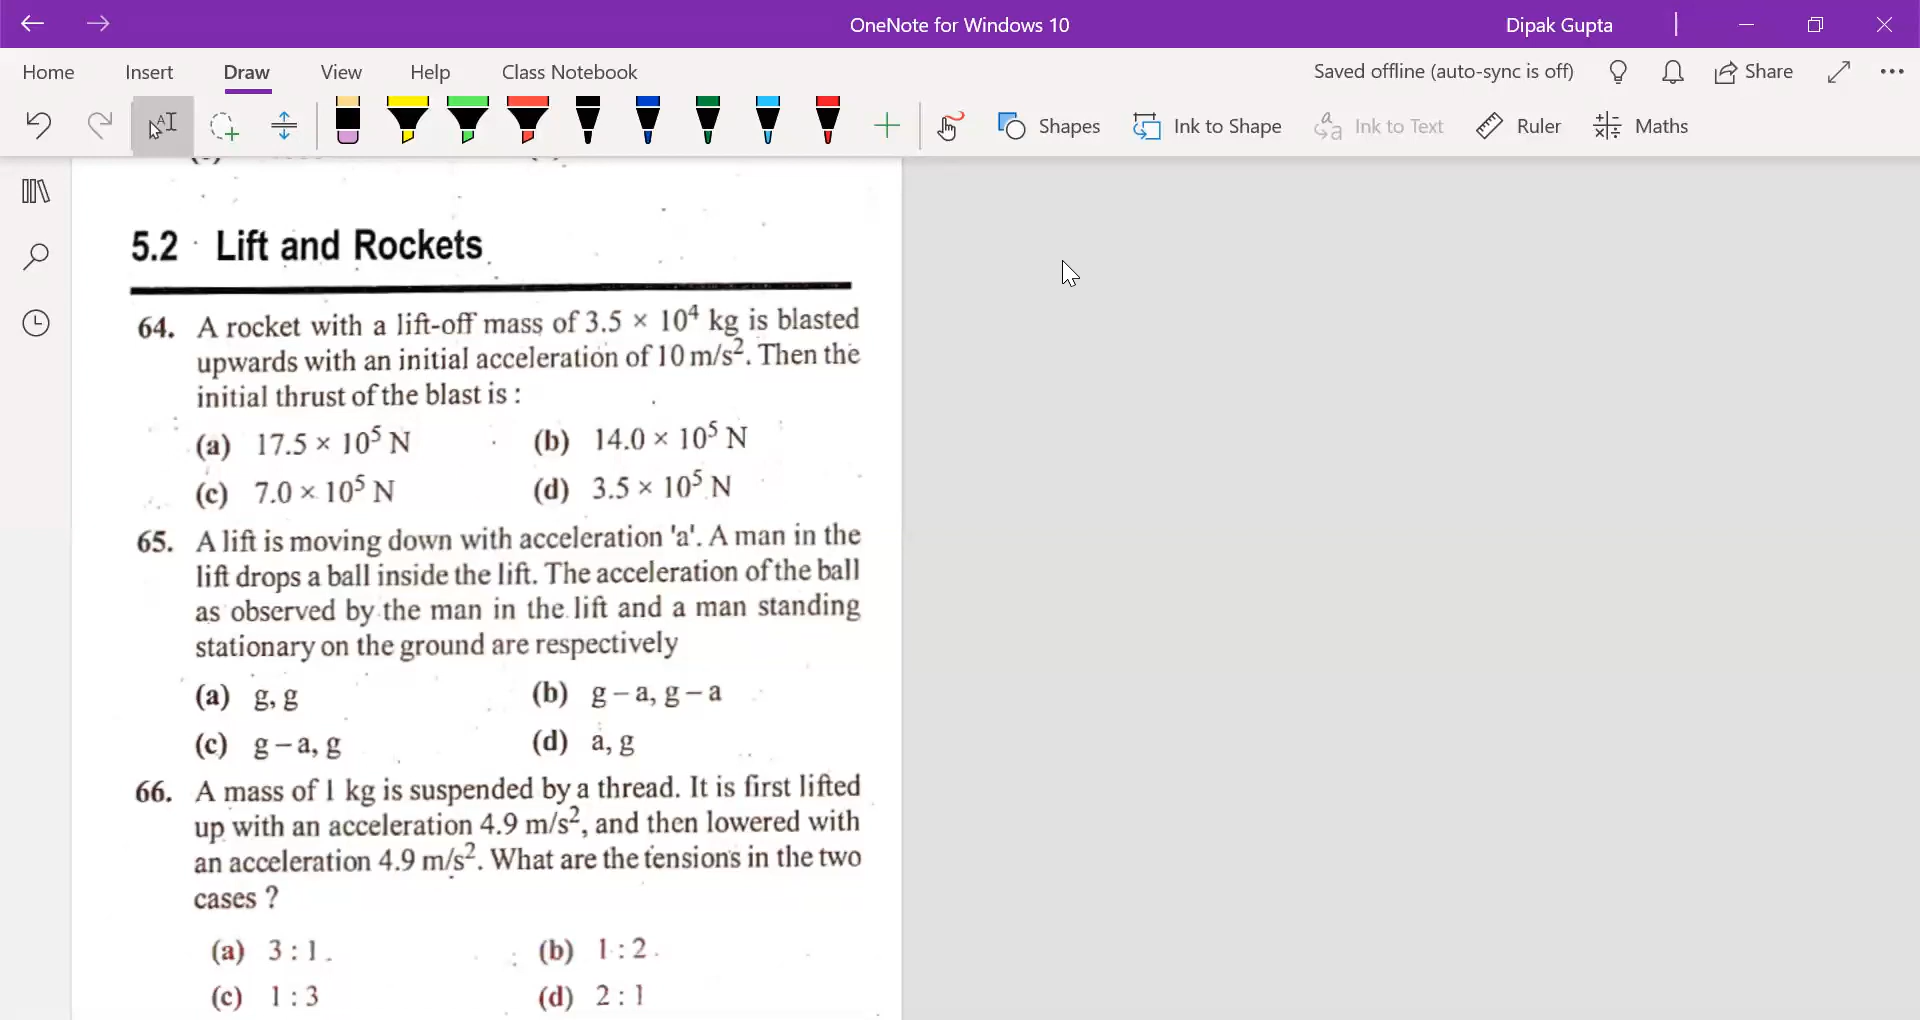 OneNote for Windows 10
Dipak Gupta
Home Insert Draw View Help Class Notebook
Saved offline (auto-sync is off) Share
Shapes Ink to Shape Ink to Text Ruler Maths
5.2 Lift and Rockets
64. A rocket with a lift-off mass of 3.5 × 10⁴ kg is blasted
upwards with an initial acceleration of 10 m/s². Then the
initial thrust of the blast is :
(a) 17.5 × 10⁵ N (b) 14.0 × 10⁵ N
(c) 7.0 × 10⁵ N (d) 3.5 × 10⁵ N
65. A lift is moving down with acceleration 'a'. A man in the
lift drops a ball inside the lift. The acceleration of the ball
as observed by the man in the lift and a man standing
stationary on the ground are respectively
(a) g, g (b) g – a, g – a
(c) g – a, g (d) a, g
66. A mass of 1 kg is suspended by a thread. It is first lifted
up with an acceleration 4.9 m/s², and then lowered with
an acceleration 4.9 m/s². What are the tensions in the two
cases ?
(a) 3 : 1 (b) 1 : 2
(c) 1 : 3 (d) 2 : 1